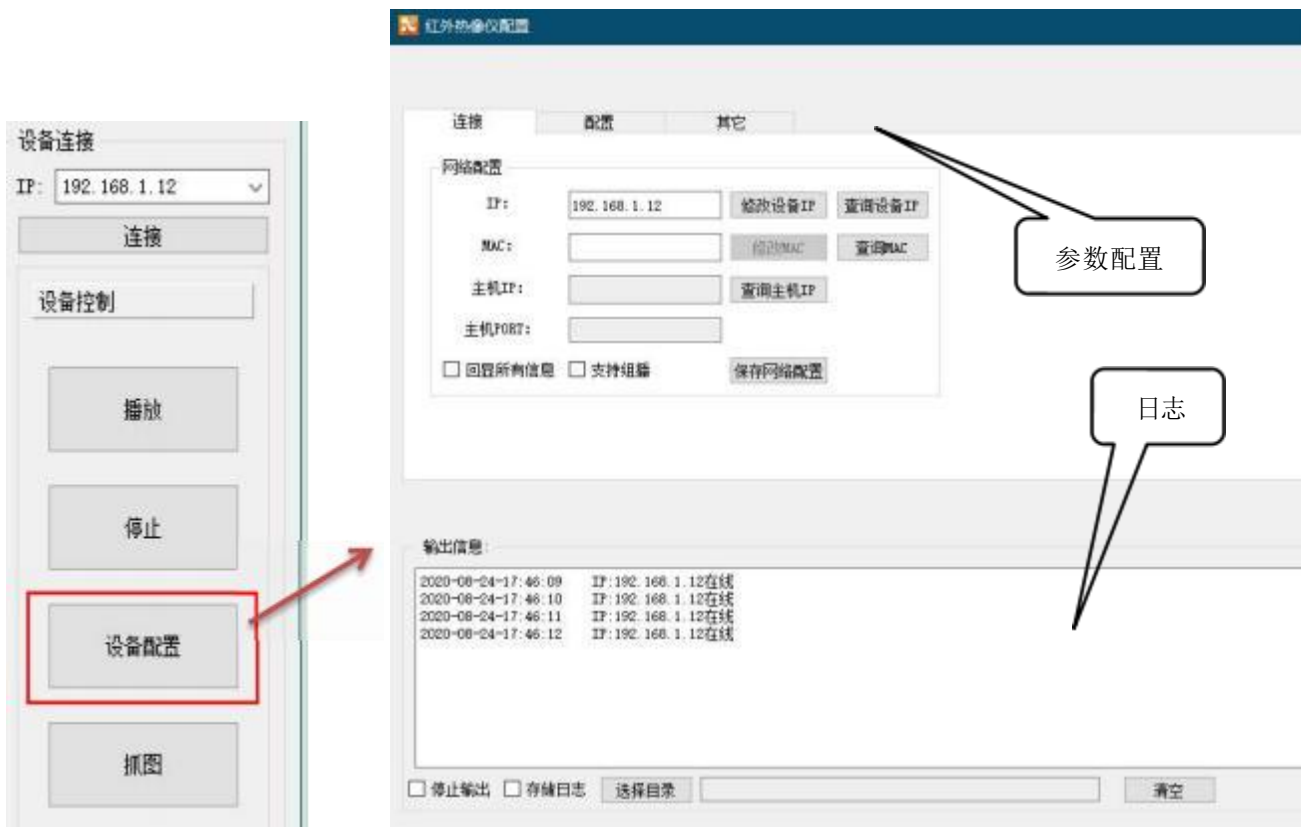 设备连接
IP: 192.168.1.12
连接
设备控制
播放
停止
设备配置
抓图
红外热像仪配置
连接 配置 其它
网络配置
IP: 192.168.1.12 修改设备IP 查询设备IP
MAC: 修改MAC 查询MAC
主机IP: 查询主机IP
主机PORT:
回显所有信息 支持组播 保存网络配置
参数配置
日志
输出信息:
2020-08-24-17:46:09 IP:192.168.1.12在线
2020-08-24-17:46:10 IP:192.168.1.12在线
2020-08-24-17:46:11 IP:192.168.1.12在线
2020-08-24-17:46:12 IP:192.168.1.12在线
停止输出 存储日志 选择目录 清空